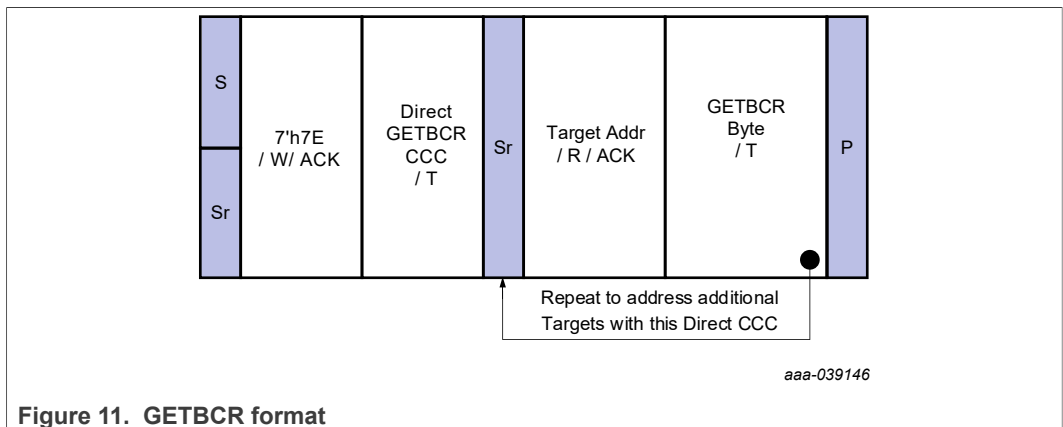 S
Sr
7'h7E
/ W/ ACK
Direct
GETBCR
CCC
/ T
Sr
Target Addr
/ R / ACK
GETBCR
Byte
/ T
P
Repeat to address additional
Targets with this Direct CCC
aaa-039146
Figure 11. GETBCR format